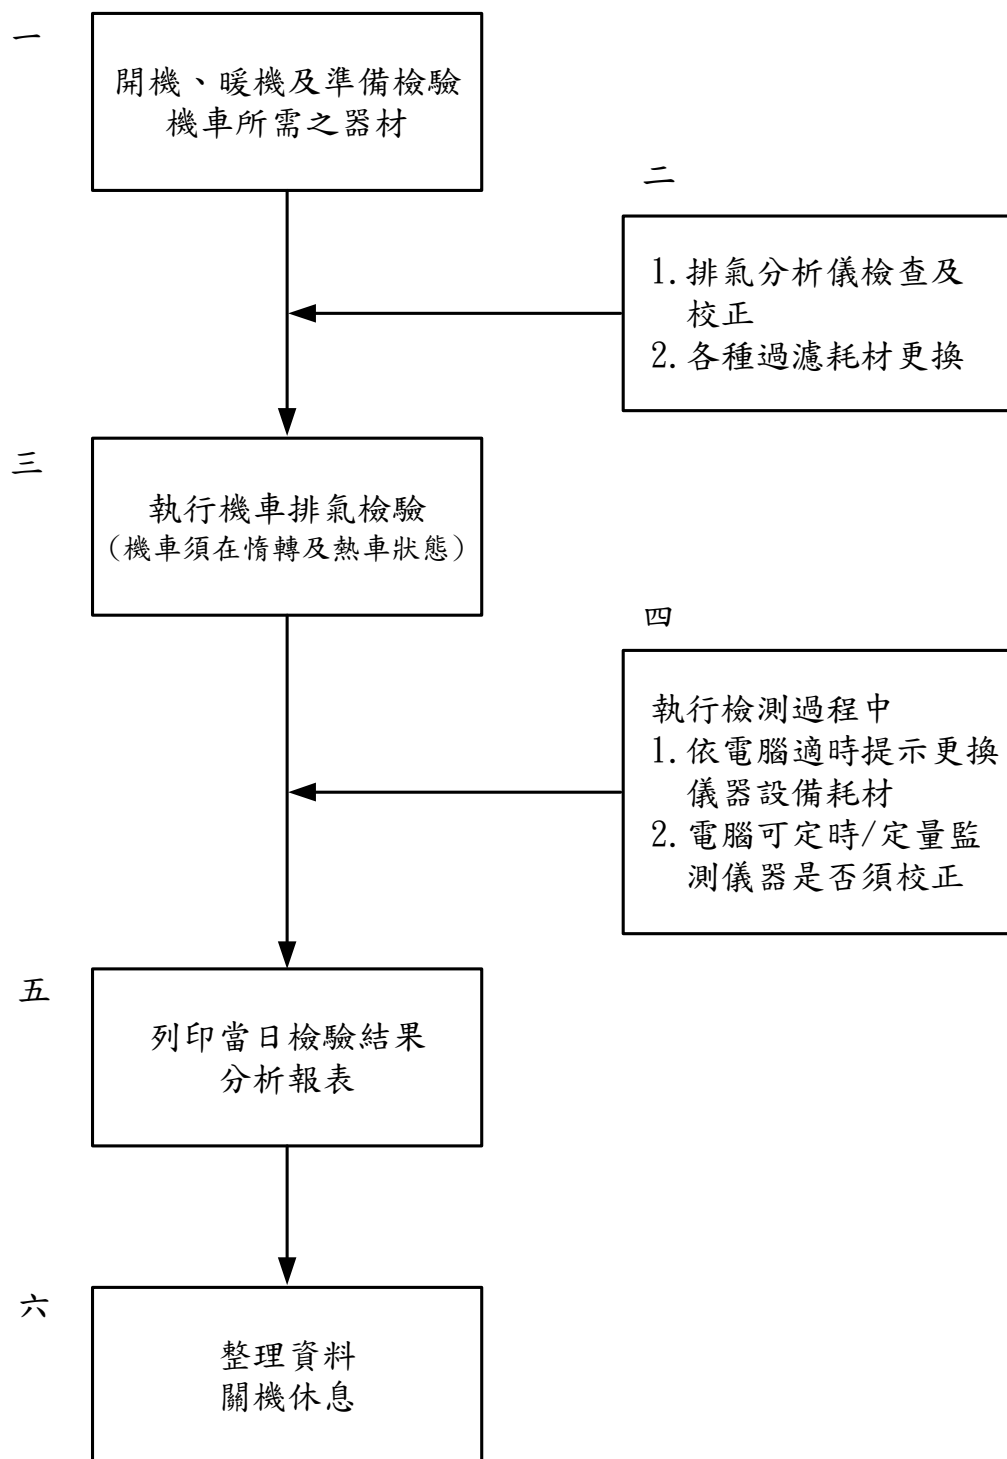 一
開機、暖機及準備檢驗
機車所需之器材
二
1.排氣分析儀檢查及
校正
2.各種過濾耗材更換
三
執行機車排氣檢驗
(機車須在惰轉及熱車狀態)
四
執行檢測過程中
1.依電腦適時提示更換
儀器設備耗材
2.電腦可定時/定量監
測儀器是否須校正
五
列印當日檢驗結果
分析報表
六
整理資料
關機休息